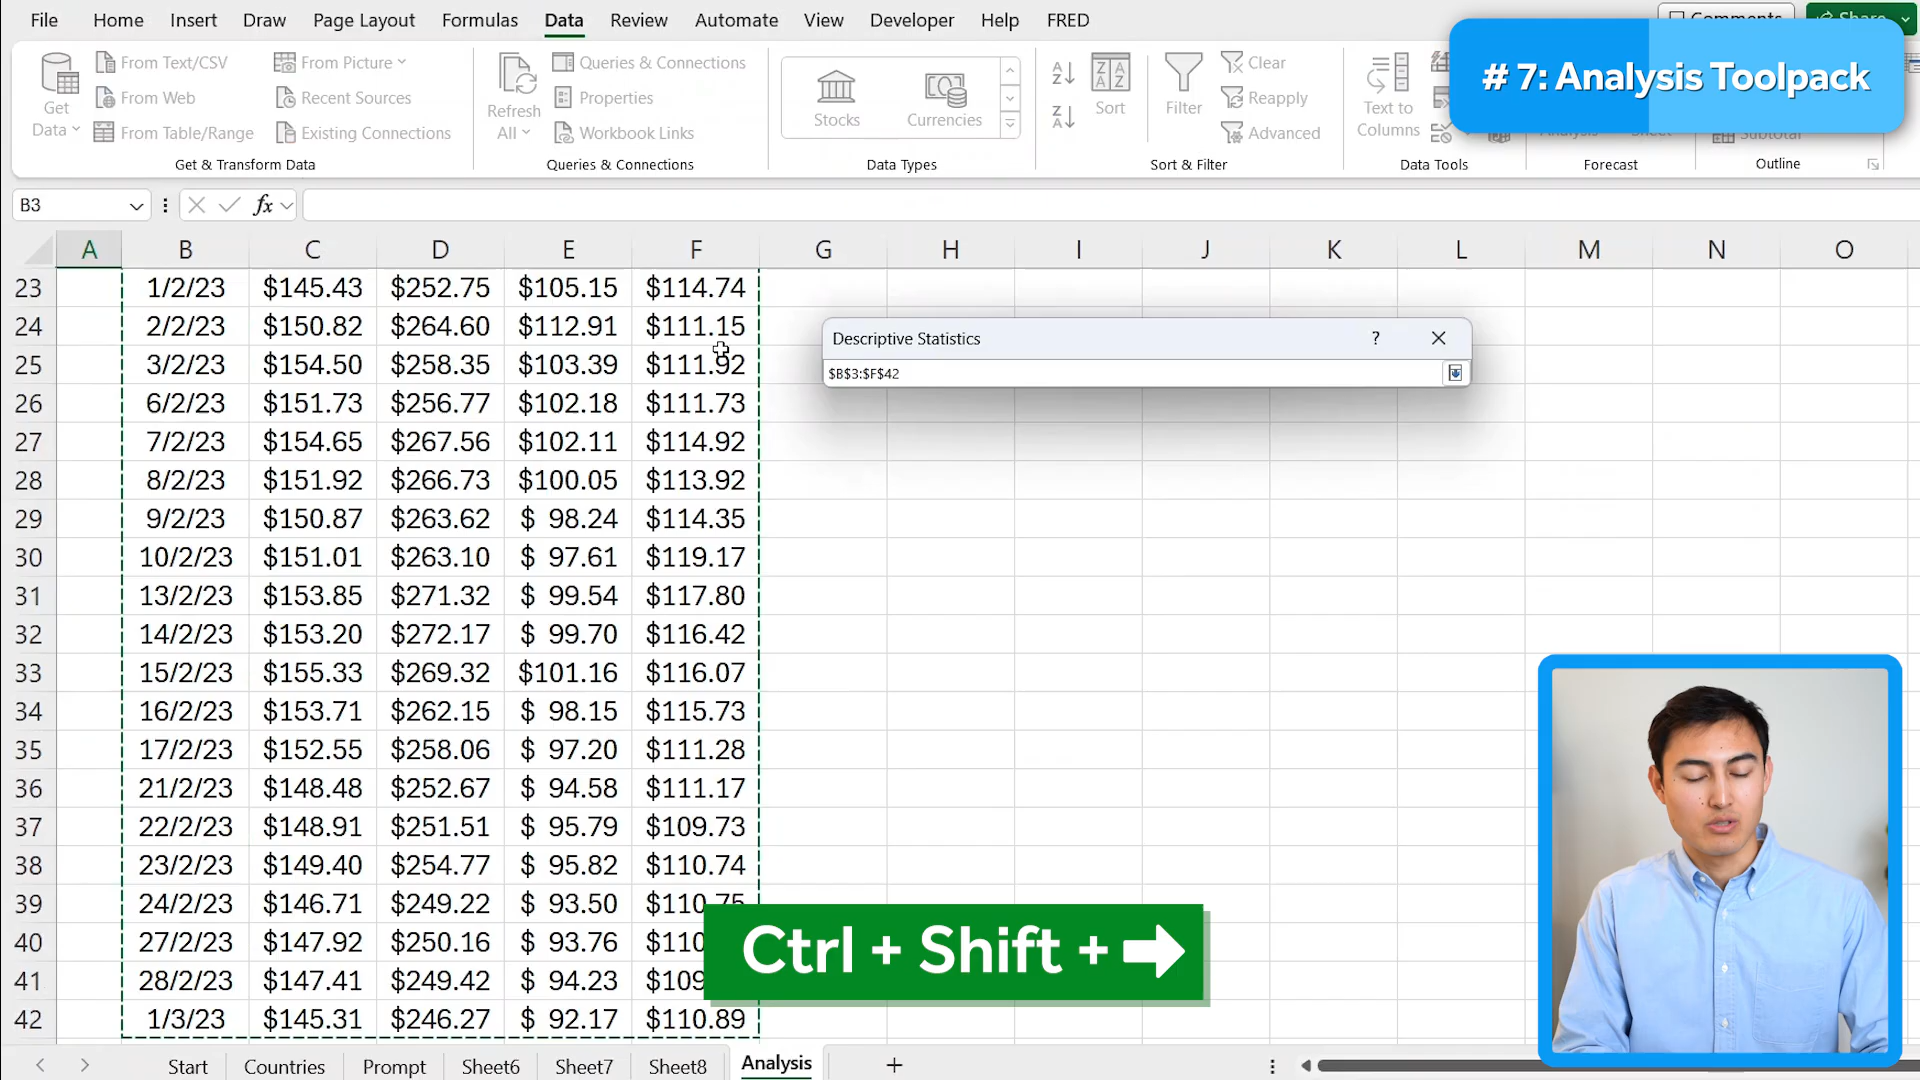 File Home Insert Draw Page Layout Formulas Data Review Automate View Developer Help FRED Comments Share
# 7: Analysis Toolpack
Get Data
From Text/CSV
From Web
From Table/Range
From Picture
Recent Sources
Existing Connections
Get & Transform Data
Refresh All
Queries & Connections
Properties
Workbook Links
Queries & Connections
Stocks
Currencies
Data Types
Sort
Filter
Clear
Reapply
Advanced
Sort & Filter
Text to Columns
Data Tools
Forecast
Subtotal
Outline
B3 fx
A B C D E F G H I J K L M N O
23 1/2/23 $145.43 $252.75 $105.15 $114.74
24 2/2/23 $150.82 $264.60 $112.91 $111.15
25 3/2/23 $154.50 $258.35 $103.39 $111.92
26 6/2/23 $151.73 $256.77 $102.18 $111.73
27 7/2/23 $154.65 $267.56 $102.11 $114.92
28 8/2/23 $151.92 $266.73 $100.05 $113.92
29 9/2/23 $150.87 $263.62 $ 98.24 $114.35
30 10/2/23 $151.01 $263.10 $ 97.61 $119.17
31 13/2/23 $153.85 $271.32 $ 99.54 $117.80
32 14/2/23 $153.20 $272.17 $ 99.70 $116.42
33 15/2/23 $155.33 $269.32 $101.16 $116.07
34 16/2/23 $153.71 $262.15 $ 98.15 $115.73
35 17/2/23 $152.55 $258.06 $ 97.20 $111.28
36 21/2/23 $148.48 $252.67 $ 94.58 $111.17
37 22/2/23 $148.91 $251.51 $ 95.79 $109.73
38 23/2/23 $149.40 $254.77 $ 95.82 $110.74
39 24/2/23 $146.71 $249.22 $ 93.50 $110.75
40 27/2/23 $147.92 $250.16 $ 93.76 $110
41 28/2/23 $147.41 $249.42 $ 94.23 $109
42 1/3/23 $145.31 $246.27 $ 92.17 $110.89
Descriptive Statistics ?
$B$3:$F$42
Ctrl + Shift +
Start Countries Prompt Sheet6 Sheet7 Sheet8 Analysis